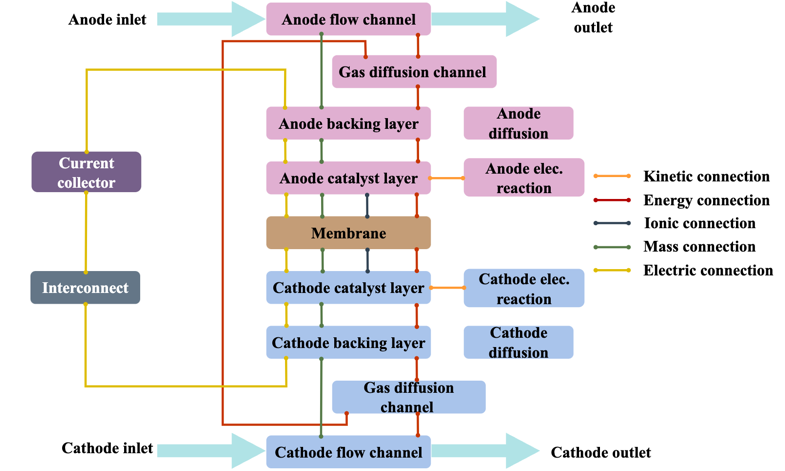 Anode inlet
Anode flow channel
Anode
outlet
Gas diffusion channel
Anode backing layer
Anode
diffusion
Current
collector
Anode catalyst layer
Anode elec.
reaction
Kinetic connection
Energy connection
Ionic connection
Mass connection
Electric connection
Membrane
Interconnect
Cathode catalyst layer
Cathode elec.
reaction
Cathode backing layer
Cathode
diffusion
Gas diffusion
channel
Cathode inlet
Cathode flow channel
Cathode outlet